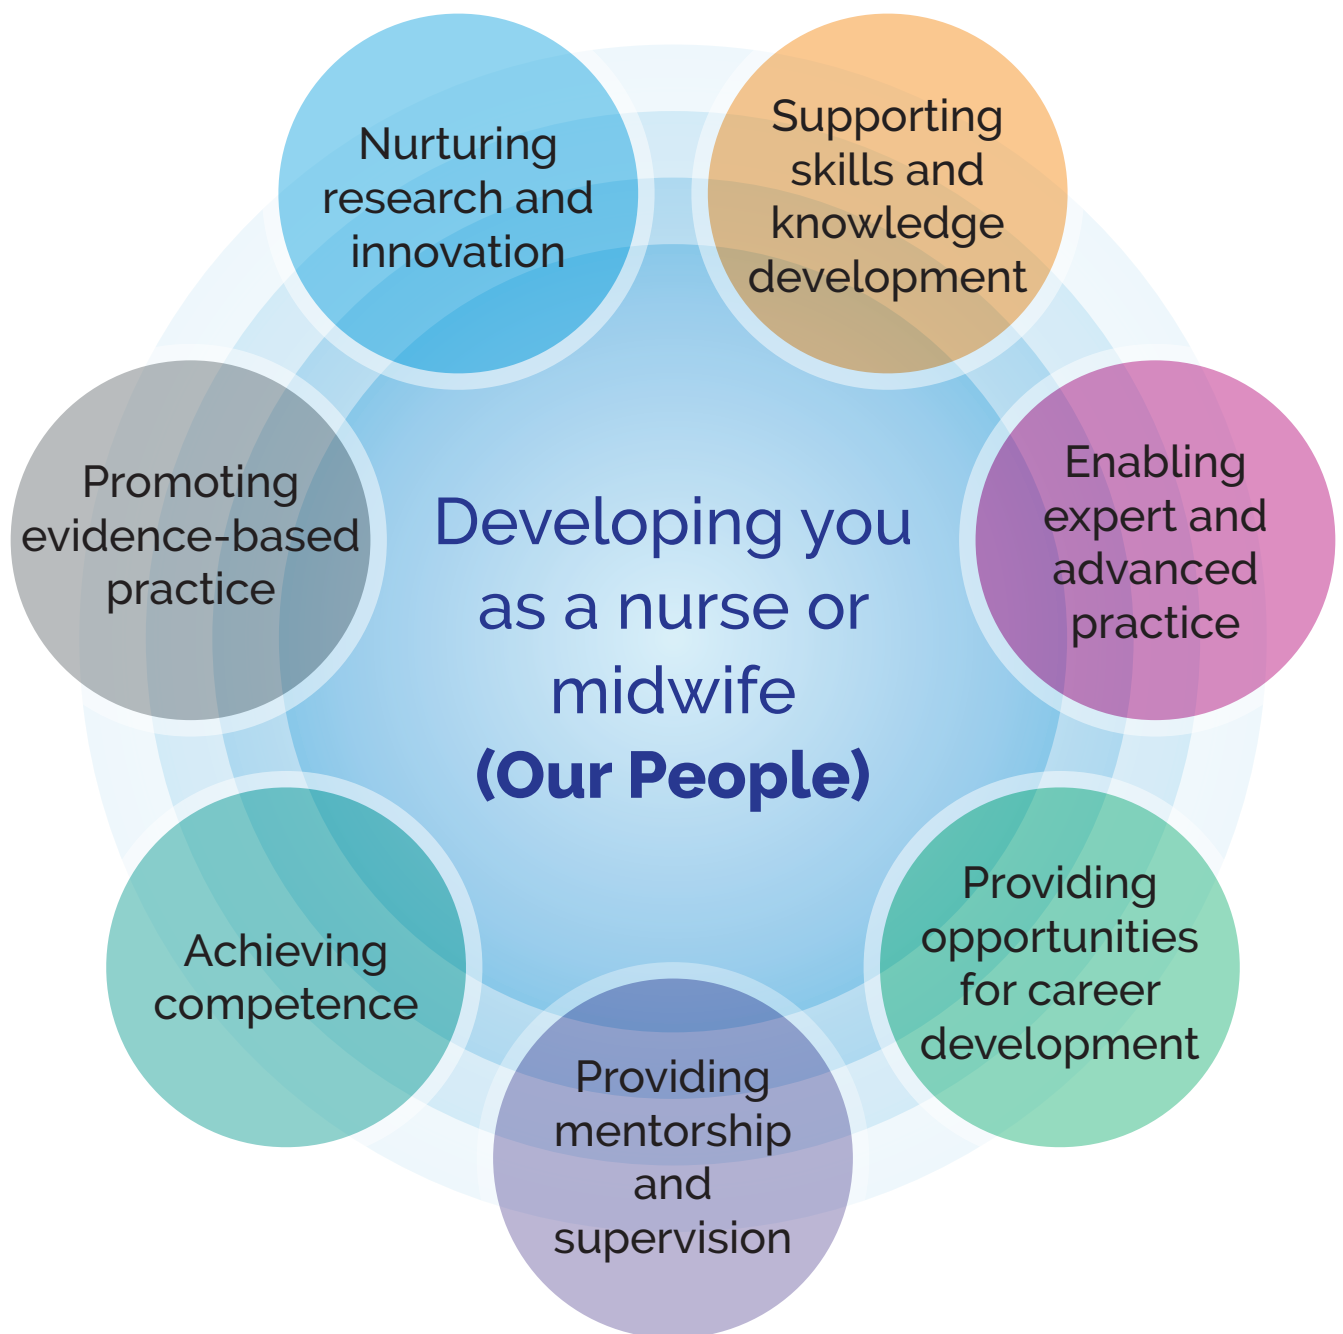 Nurturing
research and
innovation
Supporting
skills and
knowledge
development
Enabling
expert and
advanced
practice
Providing
opportunities
for career
development
Providing
mentorship
and
supervision
Achieving
competence
Promoting
evidence-based
practice
Developing you
as a nurse or
midwife
(Our People)